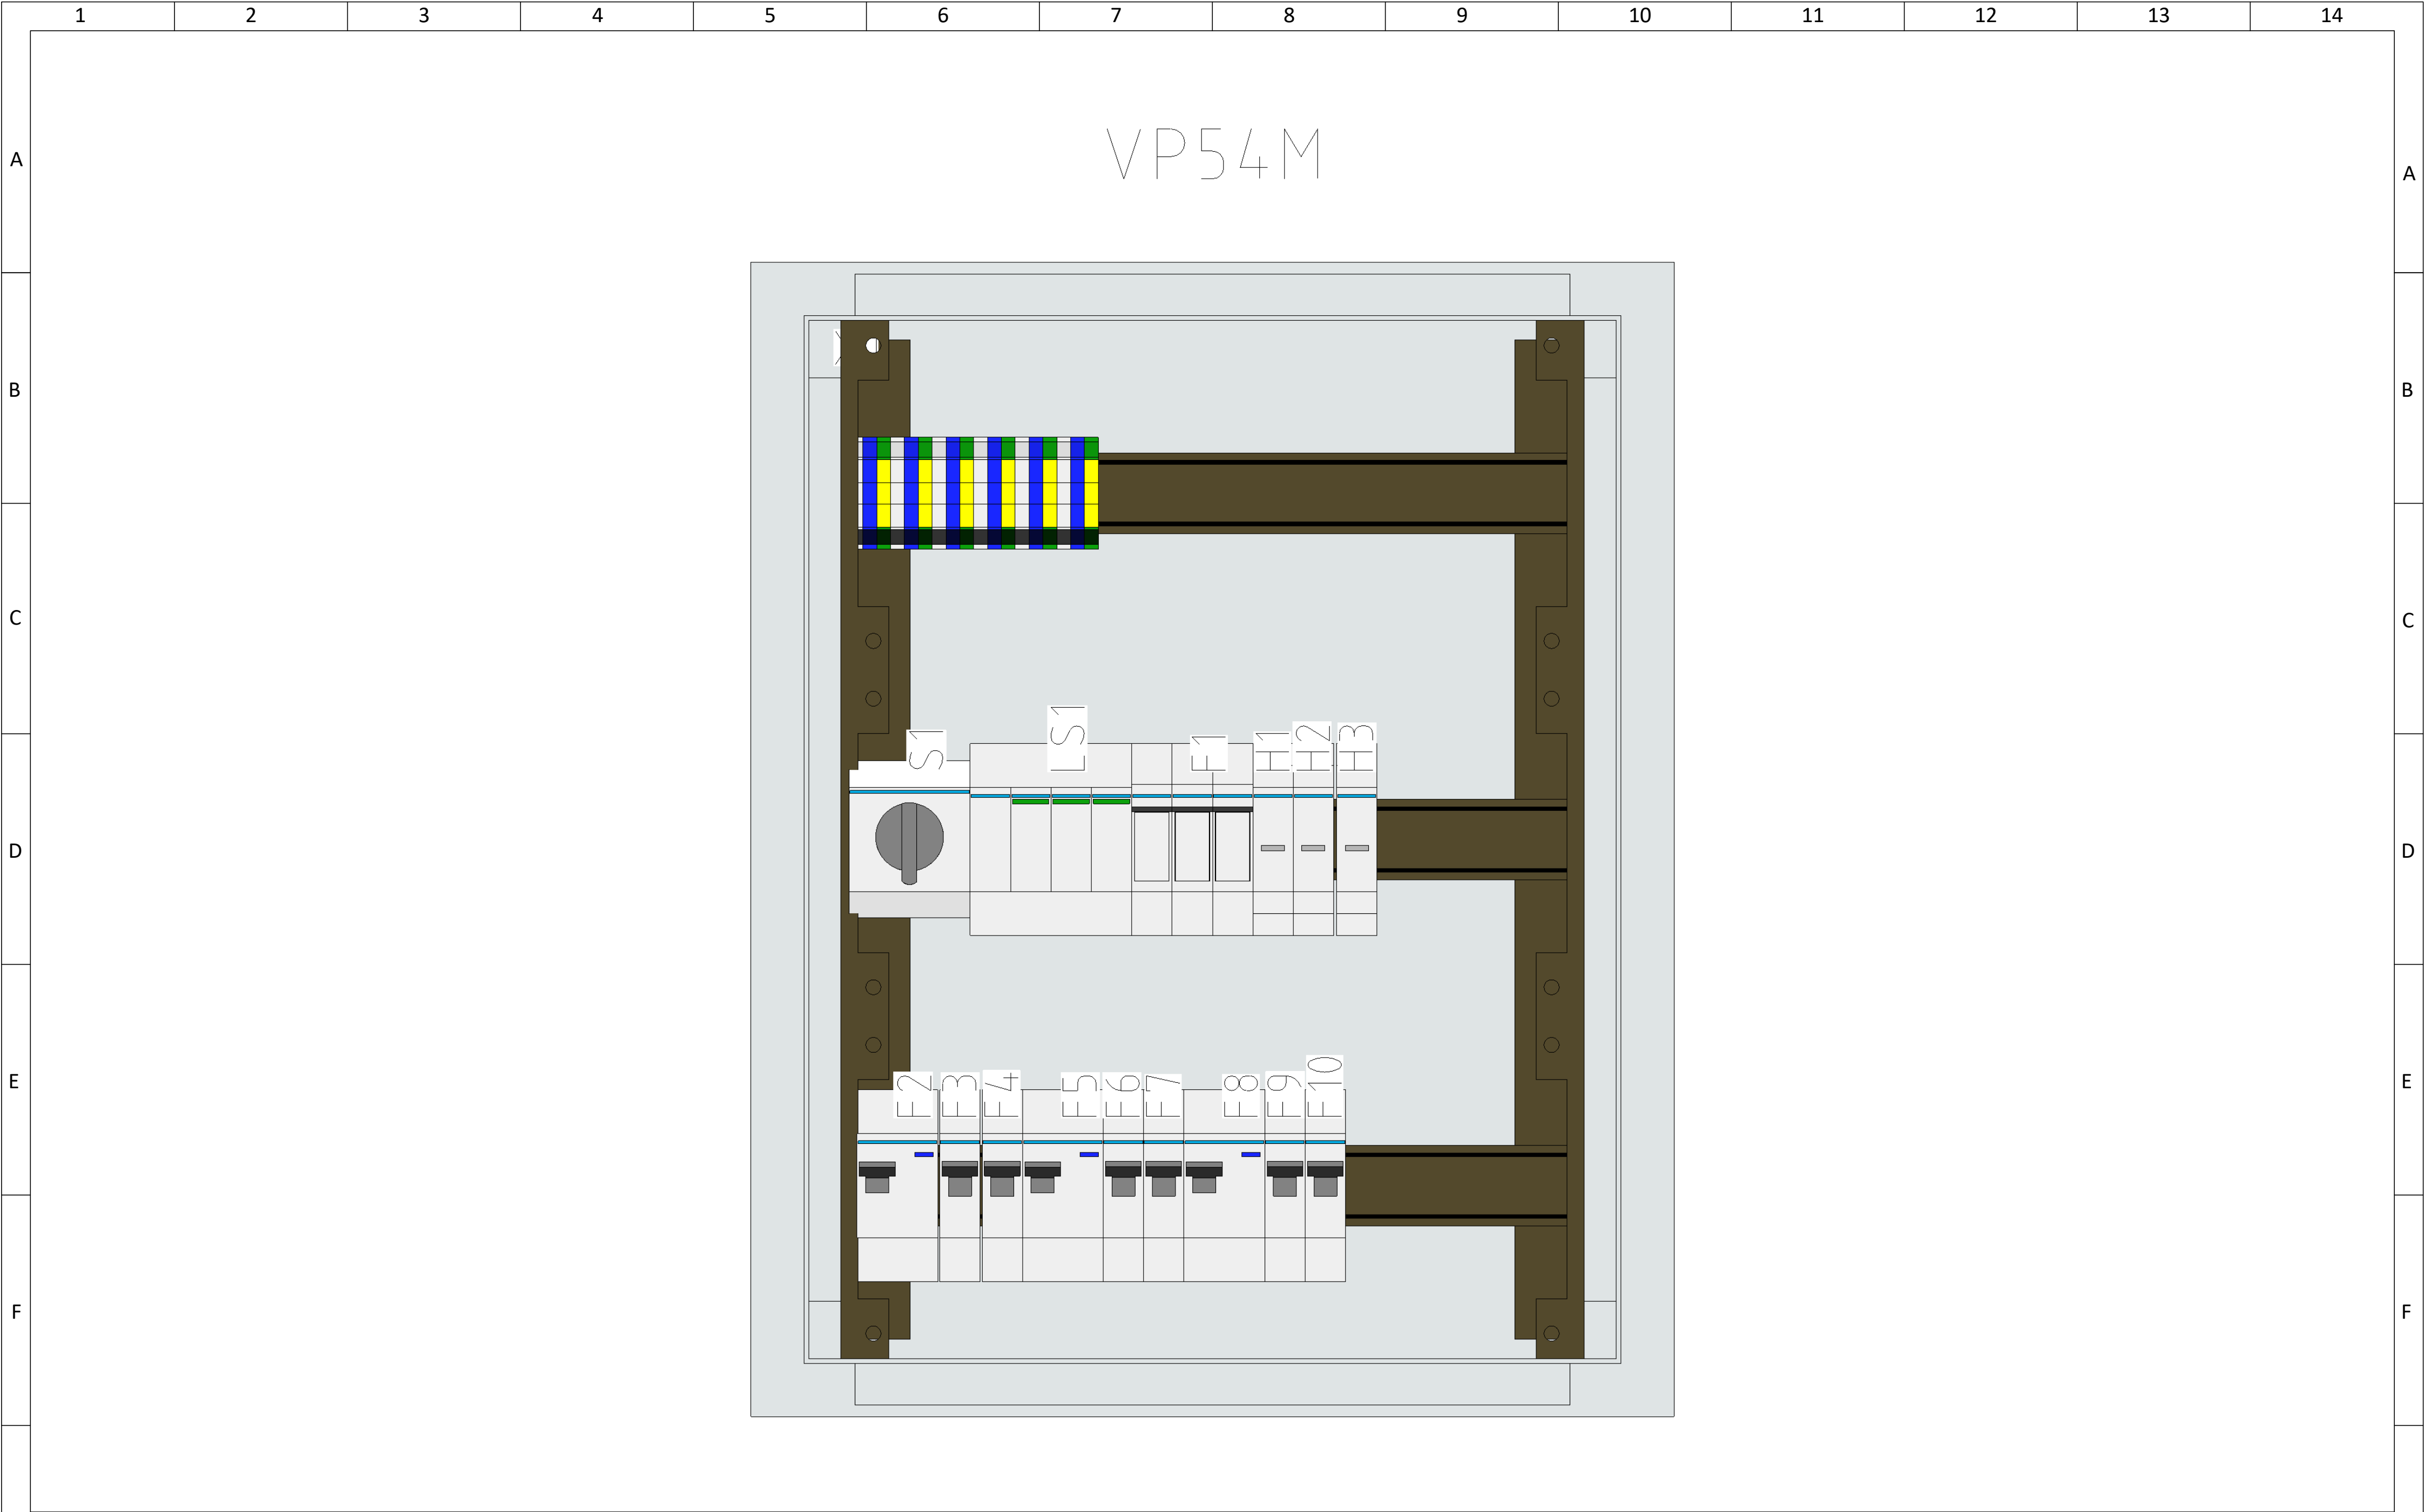 1 2 3 4 5 6 7 8 9 10 11 12 13 14
VP54M
A A
B B
C C
D D
E E
F F
S1 LS1 F1 H1 H2 H3
F2 F3 F4 F5 F6 F7 F8 F9 F10